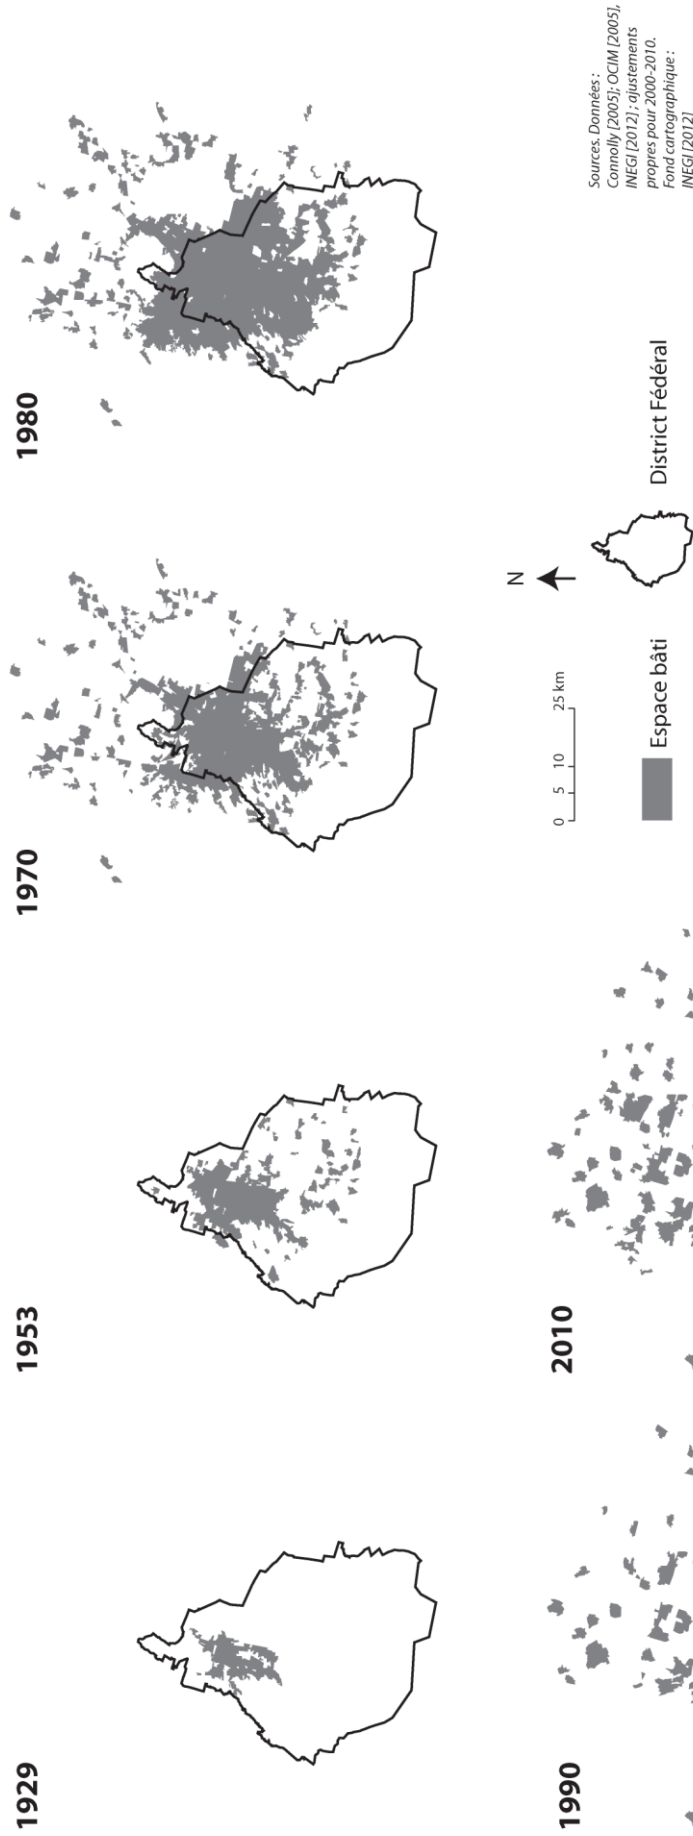 1929
1953
1970
1980
1990
2010
N
0 5 10 25 km
Espace bâti
District Fédéral
Sources. Données :
Connolly [2005]; OCIM [2005],
INEGI [2012] ; ajustements
propres pour 2000-2010.
Fond cartographique :
INEGI [2012]